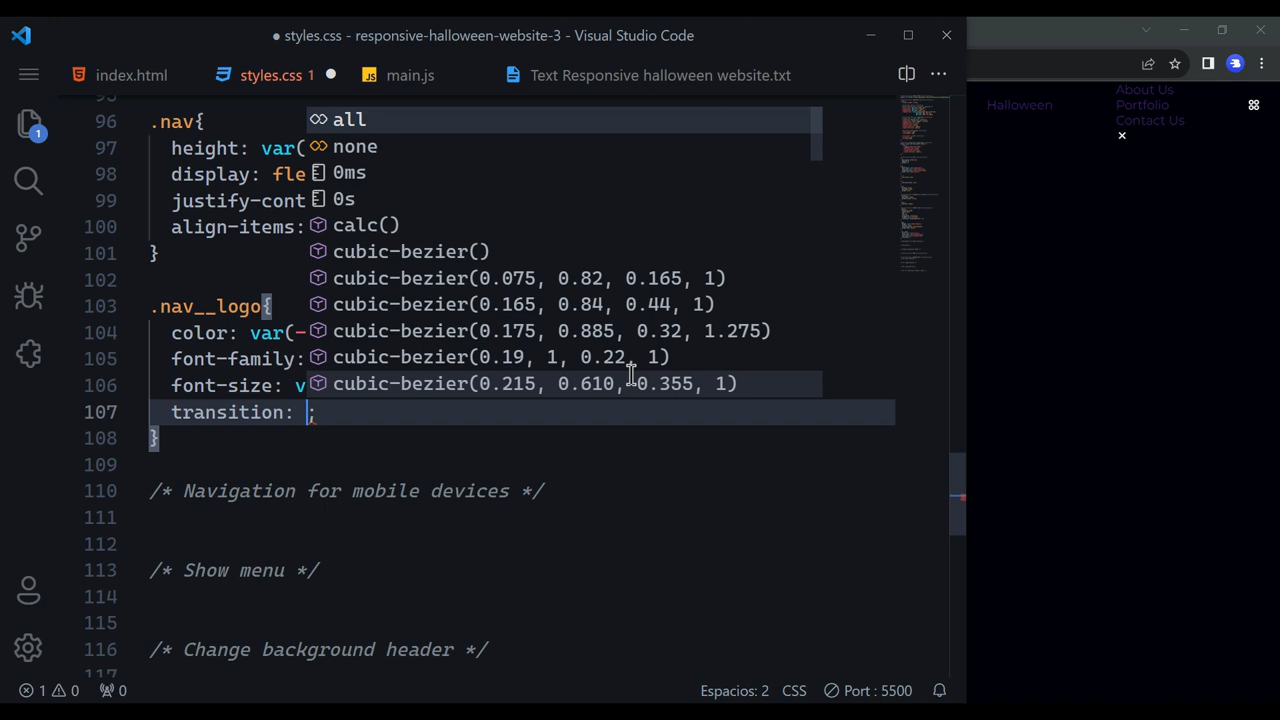 ● styles.css - responsive-halloween-website-3 - Visual Studio Code
index.html
styles.css 1
main.js
Text Responsive halloween website.txt
96 .nav{
97 height: var(
98 display: fle
99 justify-cont
100 align-items:
101 }
102
103 .nav__logo{
104 color: var(-
105 font-family:
106 font-size: v
107 transition: ;
108 }
109
110 /* Navigation for mobile devices */
111
112
113 /* Show menu */
114
115
116 /* Change background header */
all
none
0ms
0s
calc()
cubic-bezier()
cubic-bezier(0.075, 0.82, 0.165, 1)
cubic-bezier(0.165, 0.84, 0.44, 1)
cubic-bezier(0.175, 0.885, 0.32, 1.275)
cubic-bezier(0.19, 1, 0.22, 1)
cubic-bezier(0.215, 0.610, 0.355, 1)
1
1 0 0
Espacios: 2 CSS Port : 5500
Halloween
About Us
Portfolio
Contact Us